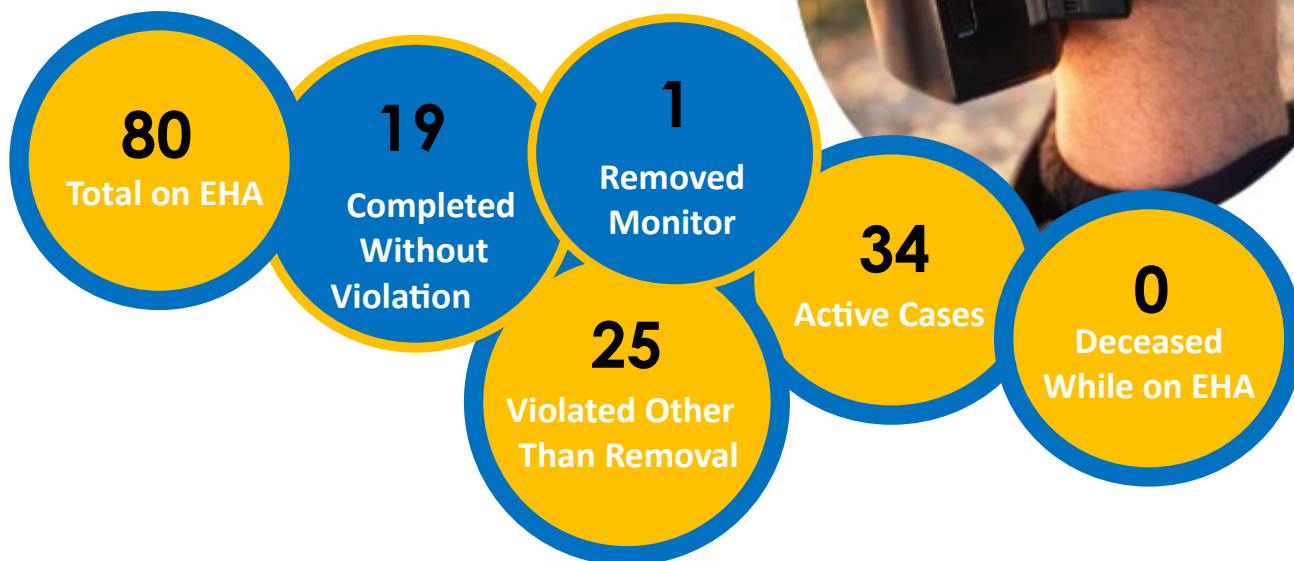 80
Total on EHA
19
Completed
Without
Violation
1
Removed
Monitor
25
Violated Other
Than Removal
34
Active Cases
0
Deceased
While on EHA